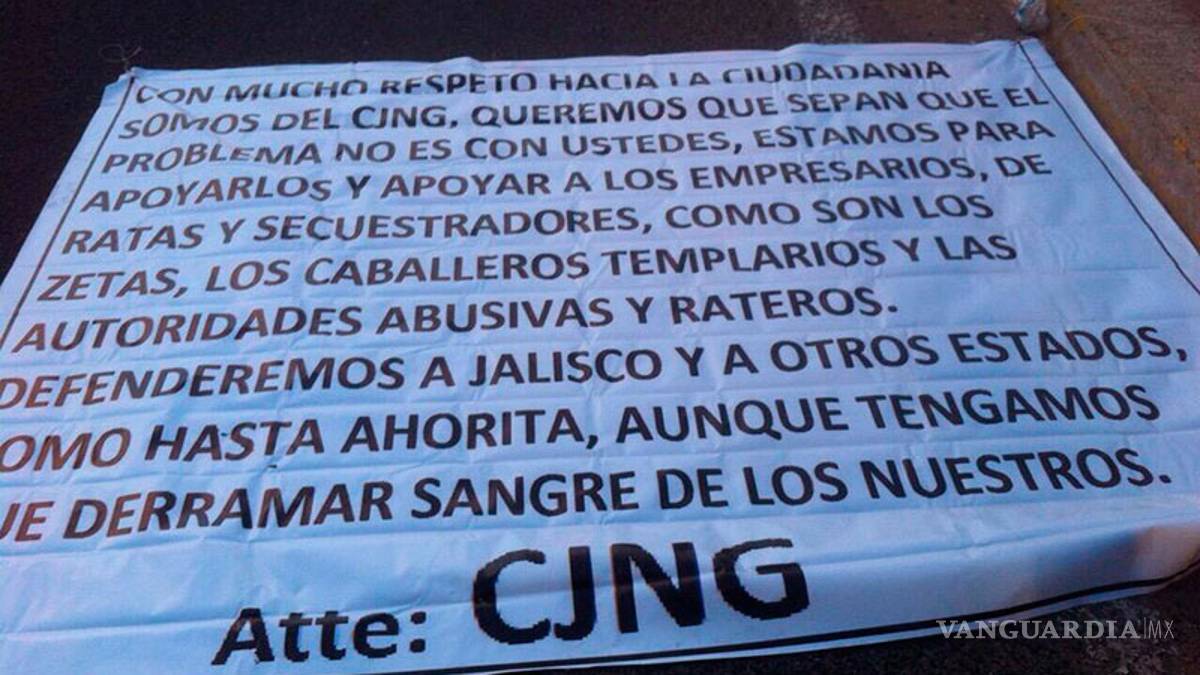 CON MUCHO RESPETO HACIA LA CIUDADANIA
SOMOS DEL CJNG. QUEREMOS QUE SEPAN QUE EL
PROBLEMA NO ES CON USTEDES, ESTAMOS PARA
APOYARLOS Y APOYAR A LOS EMPRESARIOS, DE
RATAS Y SECUESTRADORES, COMO SON LOS
ZETAS, LOS CABALLEROS TEMPLARIOS Y LAS
AUTORIDADES ABUSIVAS Y RATEROS.
DEFENDEREMOS A JALISCO Y A OTROS ESTADOS,
OMO HASTA AHORITA, AUNQUE TENGAMOS
UE DERRAMAR SANGRE DE LOS NUESTROS.
Atte: CJNG
VANGUARDIA|MX